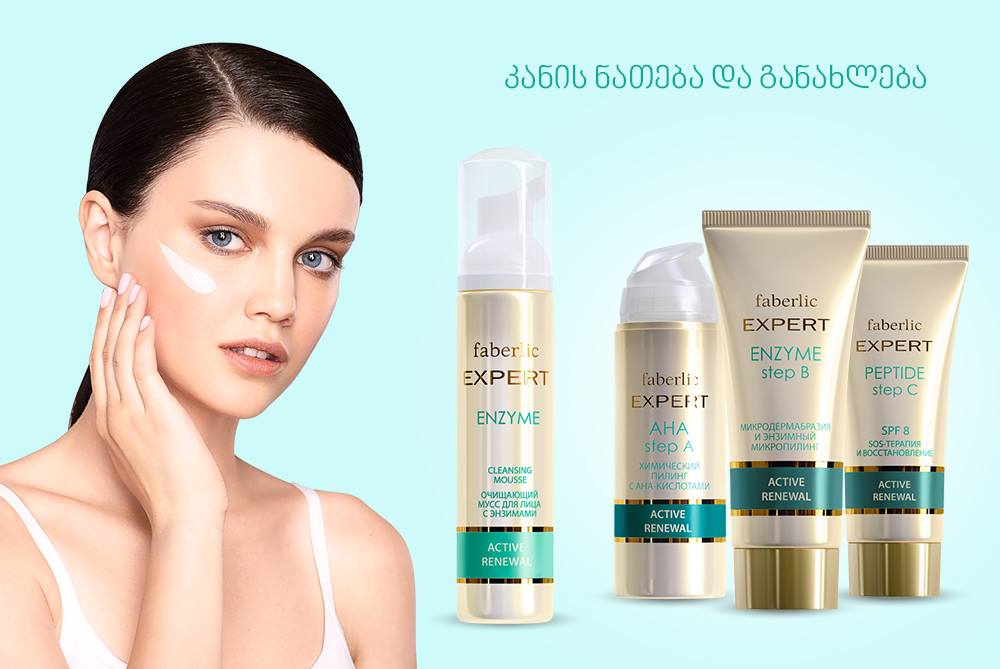 კანის ნათება და განახლება
faberlic
EXPERT
ENZYME
CLEANSING
MOUSSE
ОЧИЩАЮЩИЙ
МУСС ДЛЯ ЛИЦА
С ЭНЗИМАМИ
ACTIVE
RENEWAL
faberlic
EXPERT
AHA
step A
ХИМИЧЕСКИЙ
ПИЛИНГ
С АНА-КИСЛОТАМИ
ACTIVE
RENEWAL
faberlic
EXPERT
ENZYME
step B
МИКРОДЕРМАБРАЗИЯ
И ЭНЗИМНЫЙ
МИКРОПИЛИНГ
ACTIVE
RENEWAL
faberlic
EXPERT
PEPTIDE
step C
SPF 8
SOS-ТЕРАПИЯ
И ВОССТАНОВЛЕНИЕ
ACTIVE
RENEWAL